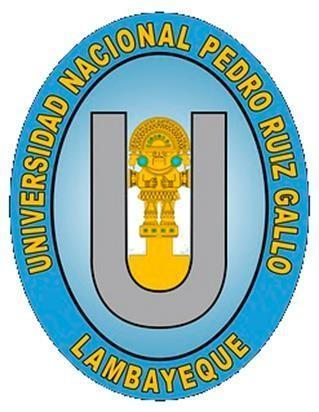 UNIVERSIDAD NACIONAL PEDRO RUIZ GALLO
U
LAMBAYEQUE